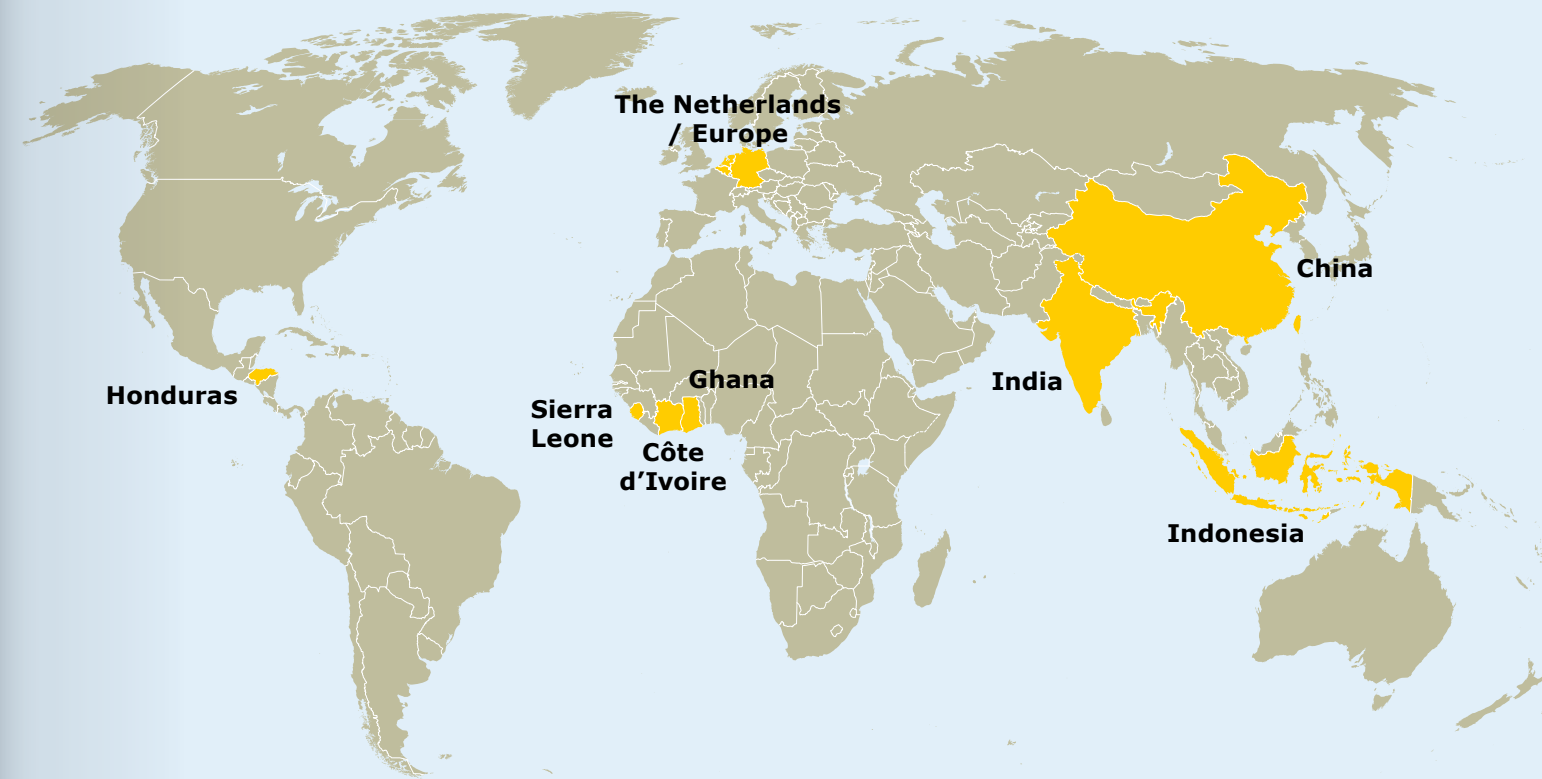 The Netherlands
/ Europe
China
Honduras
Ghana
India
Sierra
Leone
Côte
d’Ivoire
Indonesia